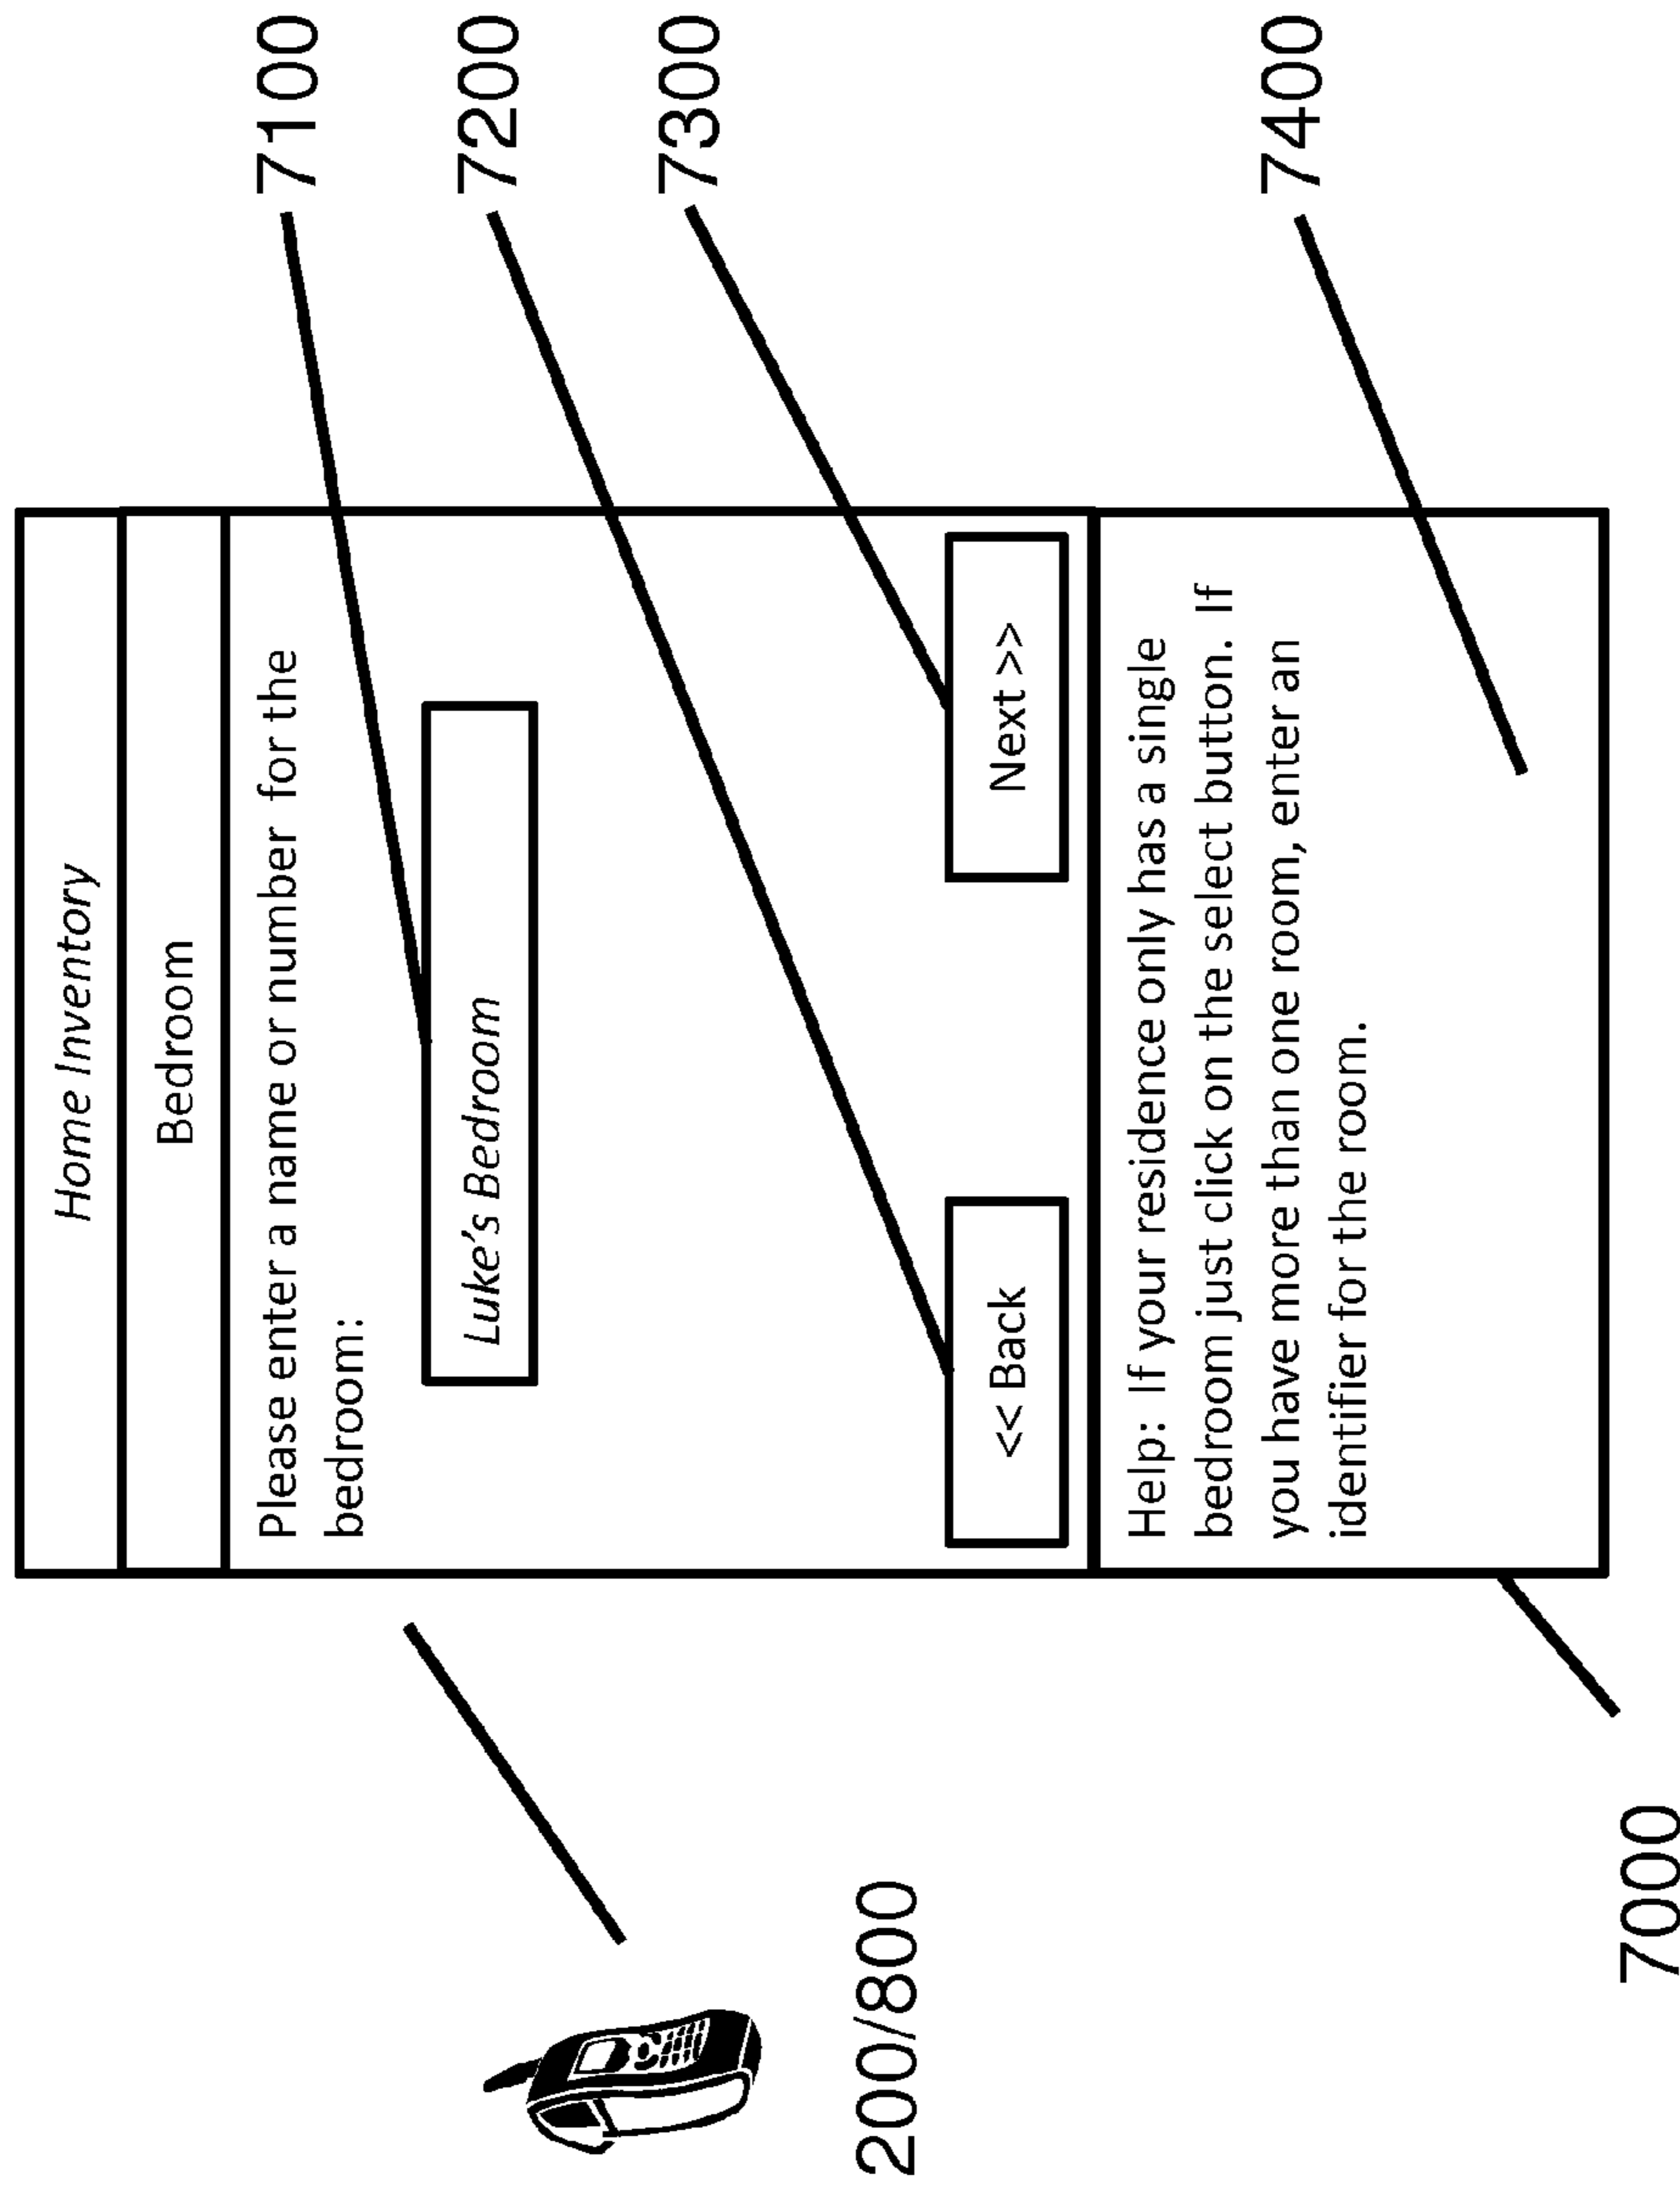 Home Inventory
Bedroom
Please enter a name or number for the
bedroom:
Luke's Bedroom
<< Back
Next >>
Help: If your residence only has a single
bedroom just click on the select button. If
you have more than one room, enter an
identifier for the room.
7100
7200
7300
7400
200/800
7000